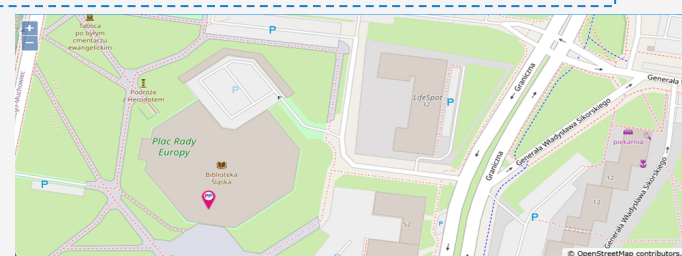 Tablica
po byłym
cmentarzu
ewangelickim
P
Podróże
z Herodotem
P
LifeSpot
32
P
Graniczna
Generała
Generała Władysława Sikorskiego
piekarnia
Plac Rady
Europy
Biblioteka
Śląska
P
Graniczna
12
12
Generała Władysława Sikorskiego
P
P
52
© OpenStreetMap contributors.
+
−